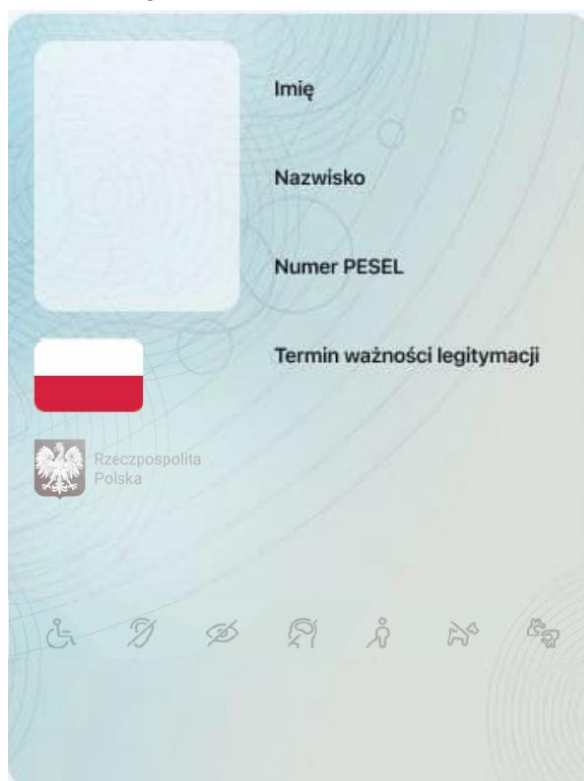 Imię
Nazwisko
Numer PESEL
Termin ważności legitymacji
Rzeczpospolita
Polska